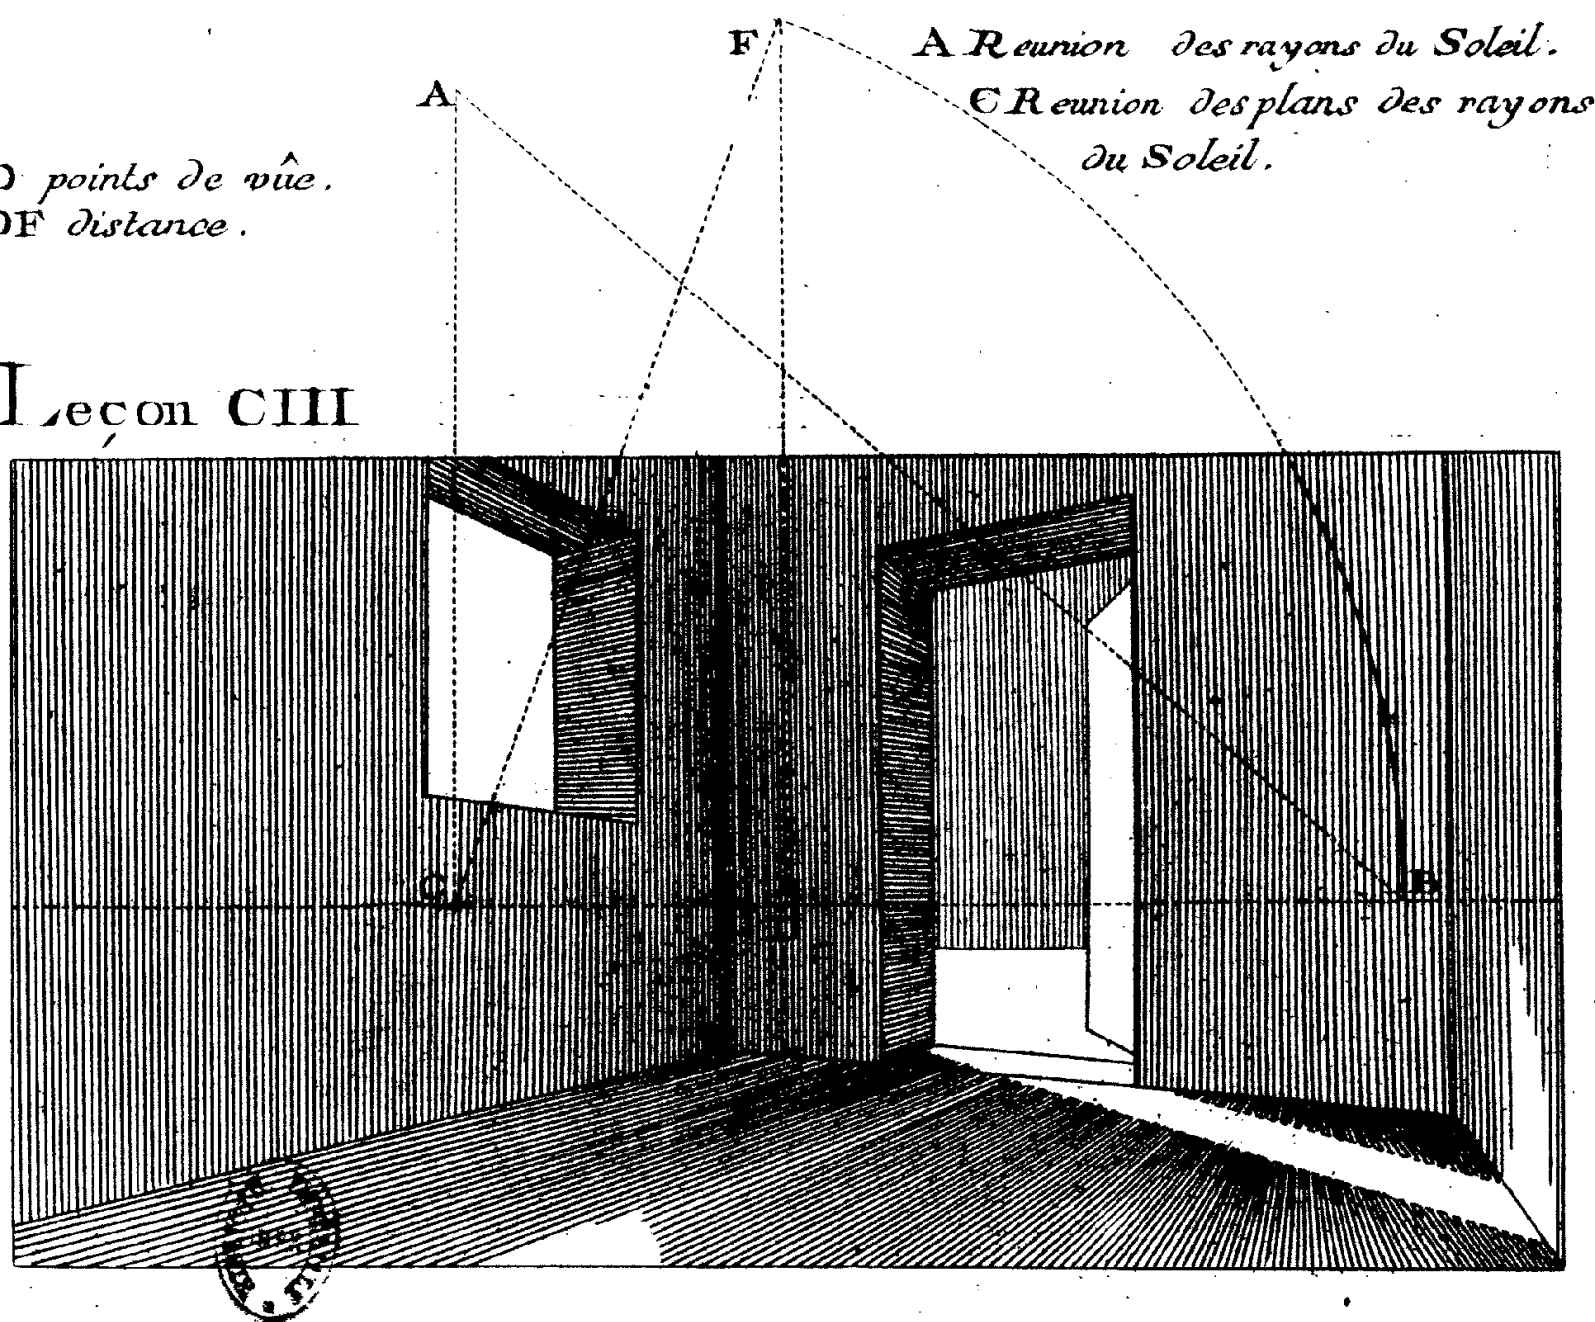 F
A Reunion des rayons du Soleil.
A
C Reunion des plans des rayons
du Soleil.
D points de vûe.
DF distance.
Leçon CIII
C
B